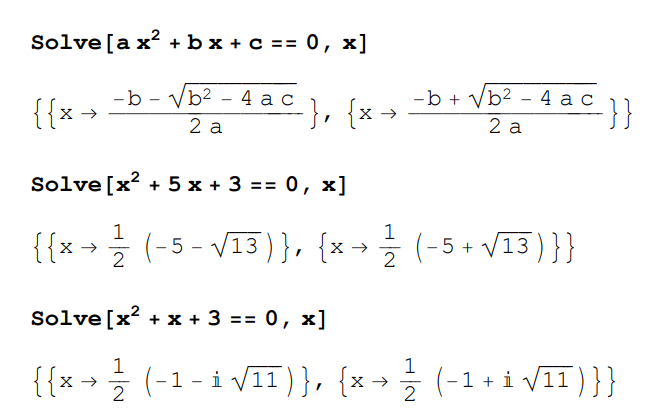 Solve[a x² + b x + c == 0, x]
{{x → (-b - √(b² - 4 a c))/(2 a)}, {x → (-b + √(b² - 4 a c))/(2 a)}}
Solve[x² + 5 x + 3 == 0, x]
{{x → 1/2 (-5 - √13)}, {x → 1/2 (-5 + √13)}}
Solve[x² + x + 3 == 0, x]
{{x → 1/2 (-1 - i √11)}, {x → 1/2 (-1 + i √11)}}